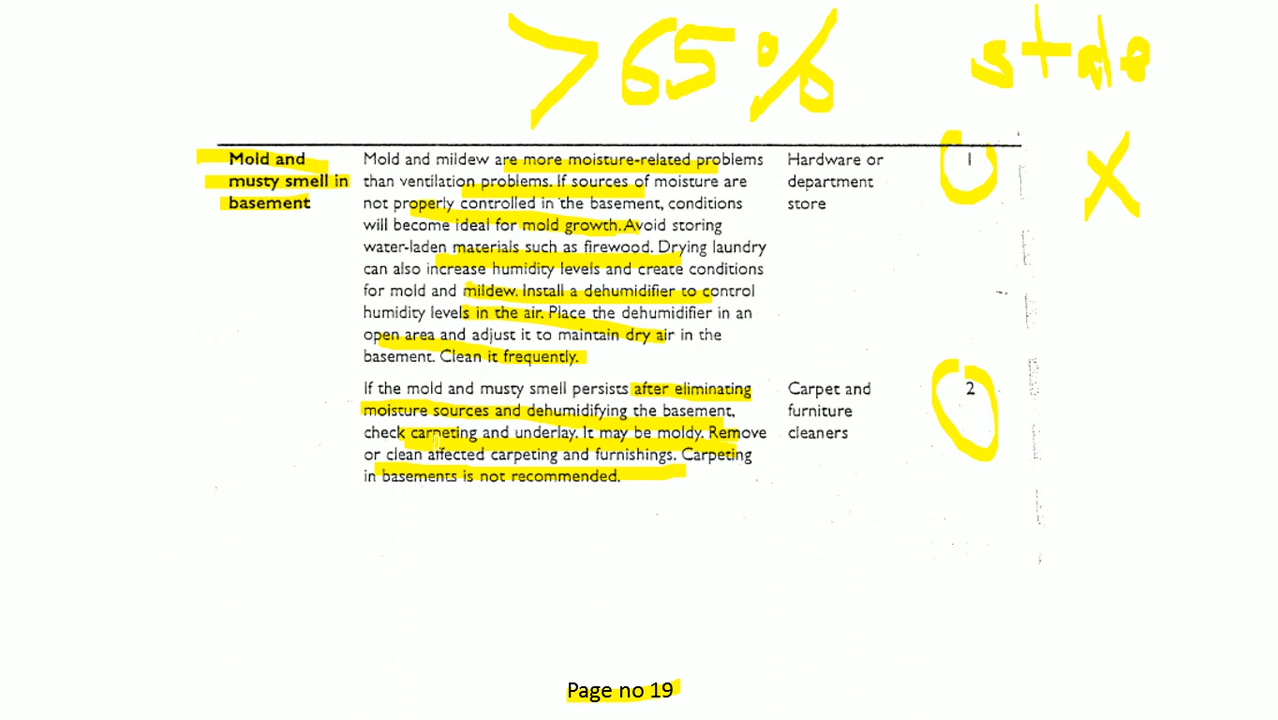 >65%
Mold and
musty smell in
basement
Mold and mildew are more moisture-related problems
than ventilation problems. If sources of moisture are
not properly controlled in the basement, conditions
will become ideal for mold growth. Avoid storing
water-laden materials such as firewood. Drying laundry
can also increase humidity levels and create conditions
for mold and mildew. Install a dehumidifier to control
humidity levels in the air. Place the dehumidifier in an
open area and adjust it to maintain dry air in the
basement. Clean it frequently.
Hardware or
department
store
1
X
If the mold and musty smell persists after eliminating
moisture sources and dehumidifying the basement,
check carpeting and underlay. It may be moldy. Remove
or clean affected carpeting and furnishings. Carpeting
in basements is not recommended.
Carpet and
furniture
cleaners
2
Page no 19